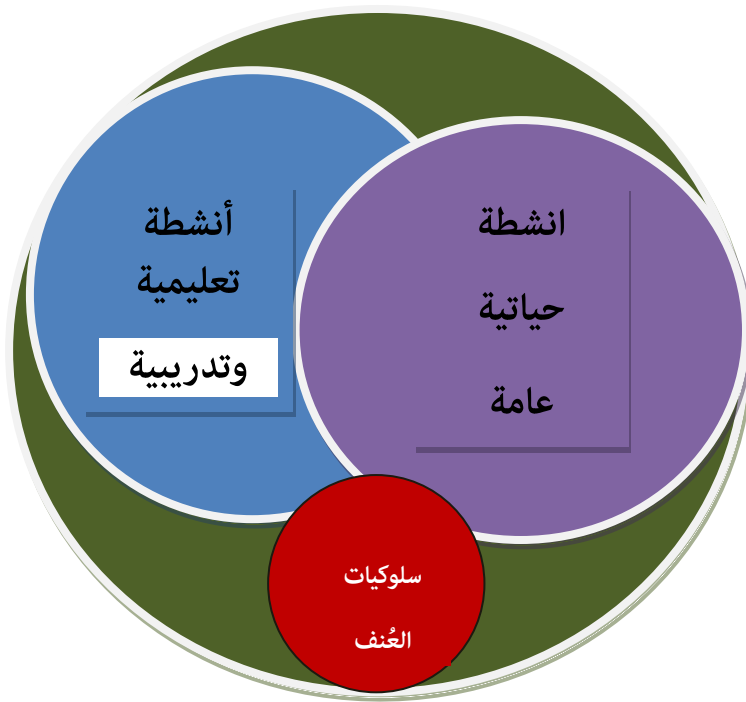 انشطة
حياتية
عامة
أنشطة
تعليمية
وتدريبية
سلوكيات
العُنف